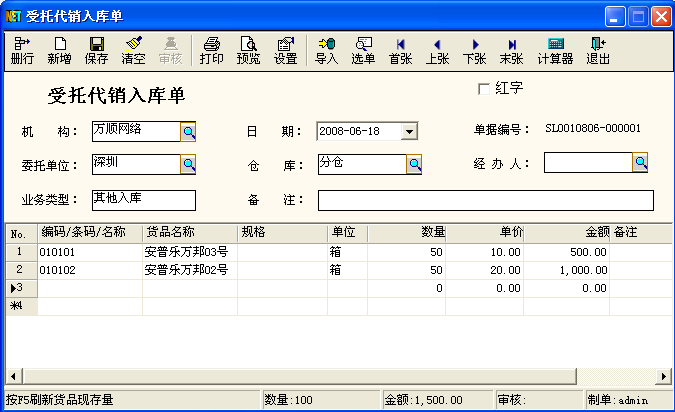 NET 受托代销入库单
删行 新增 保存 清空 审核 打印 预览 设置 导入 选单 首张 上张 下张 末张 计算器 退出
受托代销入库单
红字
机 构： 万顺网络 日 期： 2008-06-18 单据编号： SL0010806-000001
委托单位： 深圳 仓 库： 分仓 经 办 人：
业务类型： 其他入库 备 注：
No. 编码/条码/名称 货品名称 规格 单位 数量 单价 金额 备注
1 010101 安普乐万邦03号 箱 50 10.00 500.00
2 010102 安普乐万邦02号 箱 50 20.00 1,000.00
3 0 0.00 0.00
*4
按F5刷新货品现存量 数量:100 金额:1,500.00 审核: 制单:admin